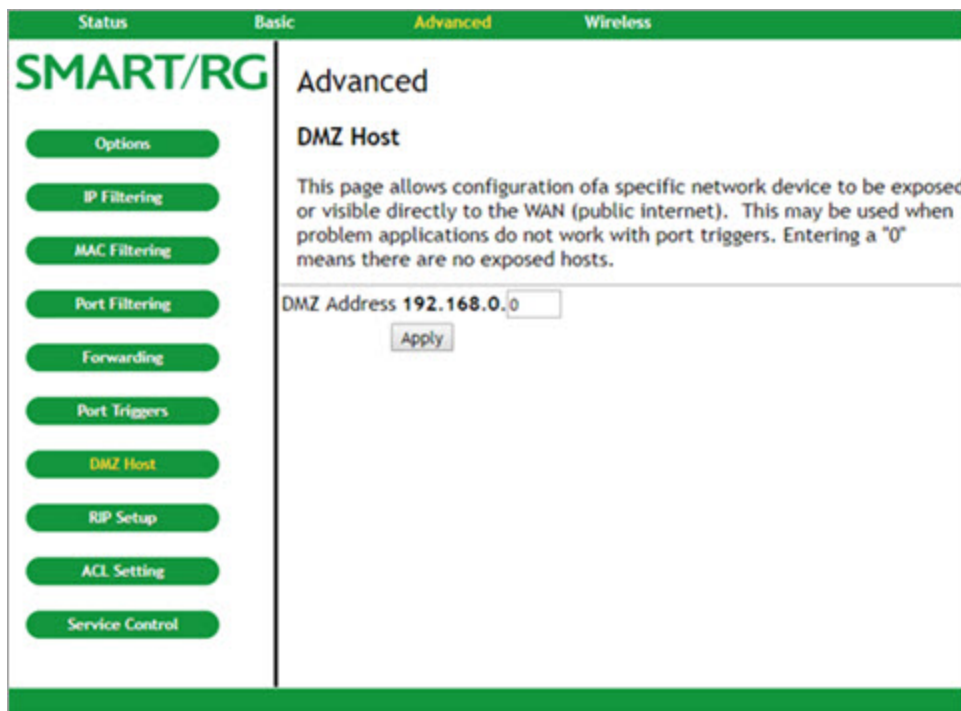 Status Basic Advanced Wireless
SMART/RG
Options
IP Filtering
MAC Filtering
Port Filtering
Forwarding
Port Triggers
DMZ Host
RIP Setup
ACL Setting
Service Control
Advanced
DMZ Host
This page allows configuration ofa specific network device to be exposed
or visible directly to the WAN (public internet). This may be used when
problem applications do not work with port triggers. Entering a "0"
means there are no exposed hosts.
DMZ Address 192.168.0.0
Apply